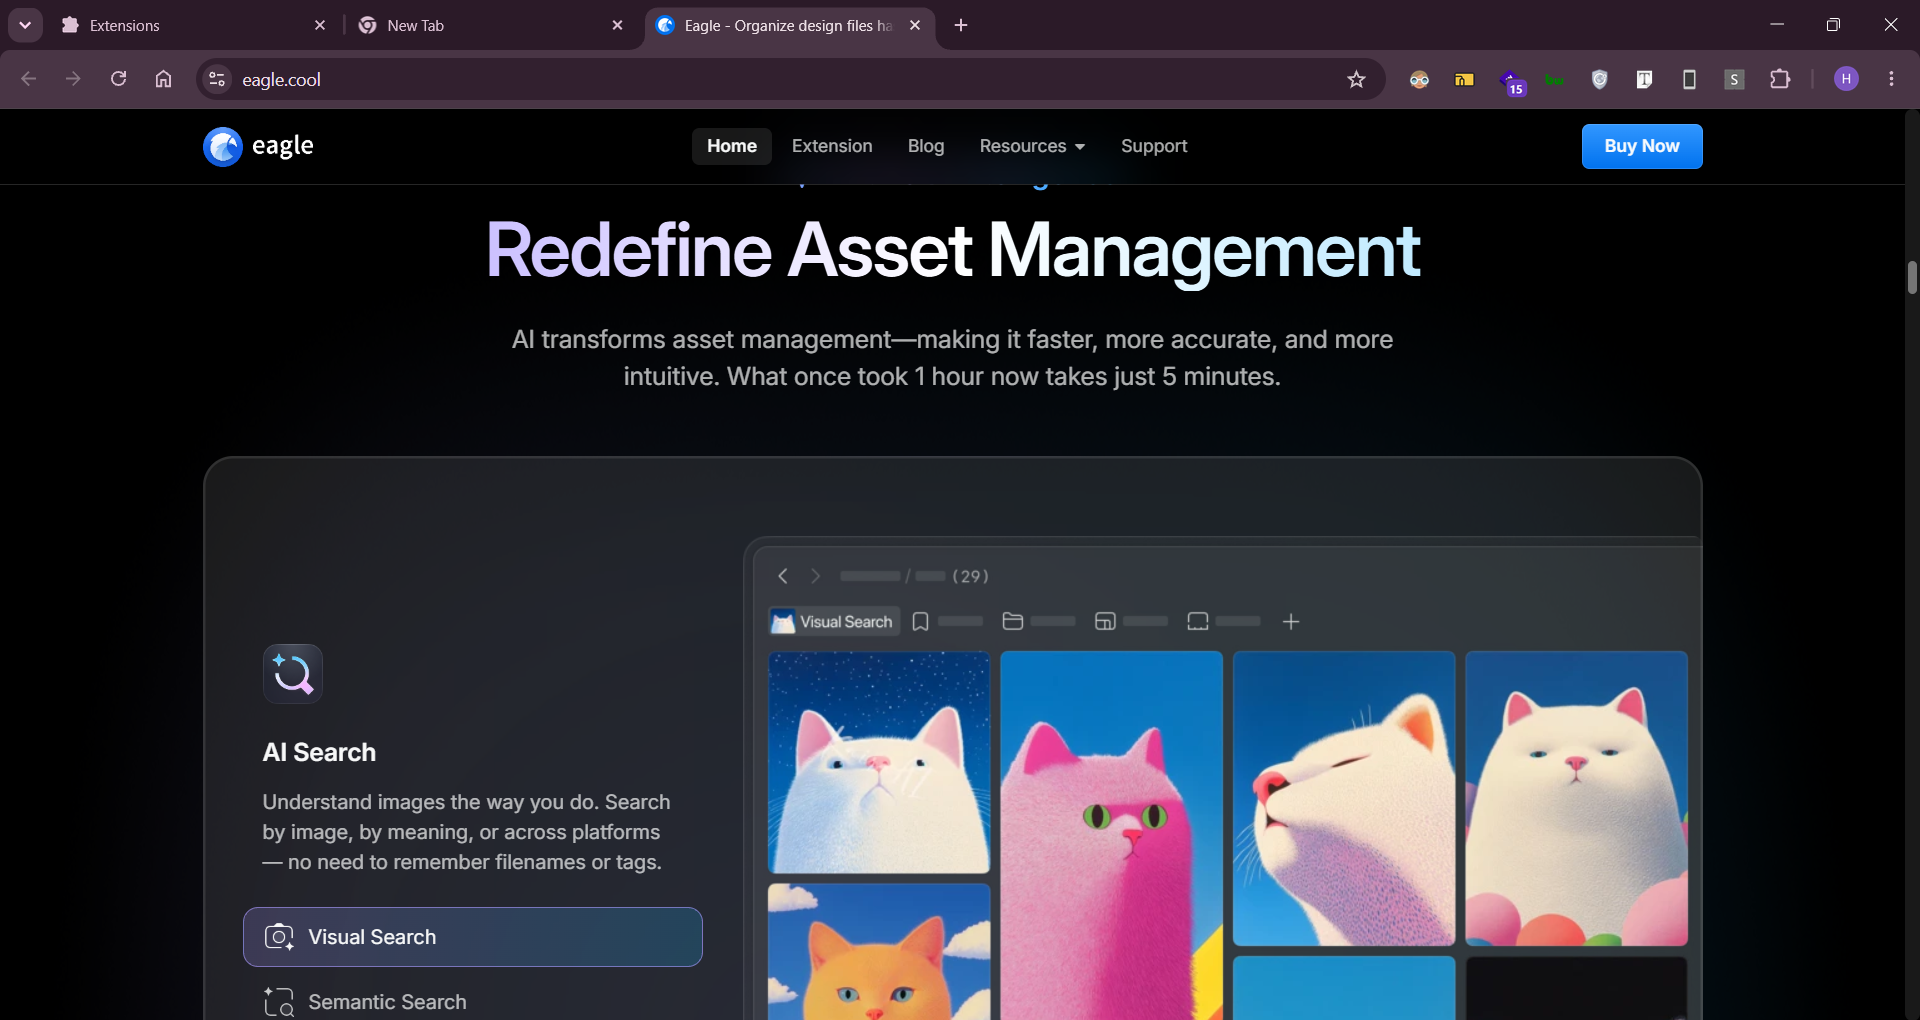 Extensions
New Tab
Eagle - Organize design files ha
eagle.cool
15
bw
T
S
H
eagle
Home
Extension
Blog
Resources
Support
Buy Now
Redefine Asset Management
AI transforms asset management—making it faster, more accurate, and more
intuitive. What once took 1 hour now takes just 5 minutes.
/ (29)
Visual Search
AI Search
Understand images the way you do. Search
by image, by meaning, or across platforms
— no need to remember filenames or tags.
Visual Search
Semantic Search